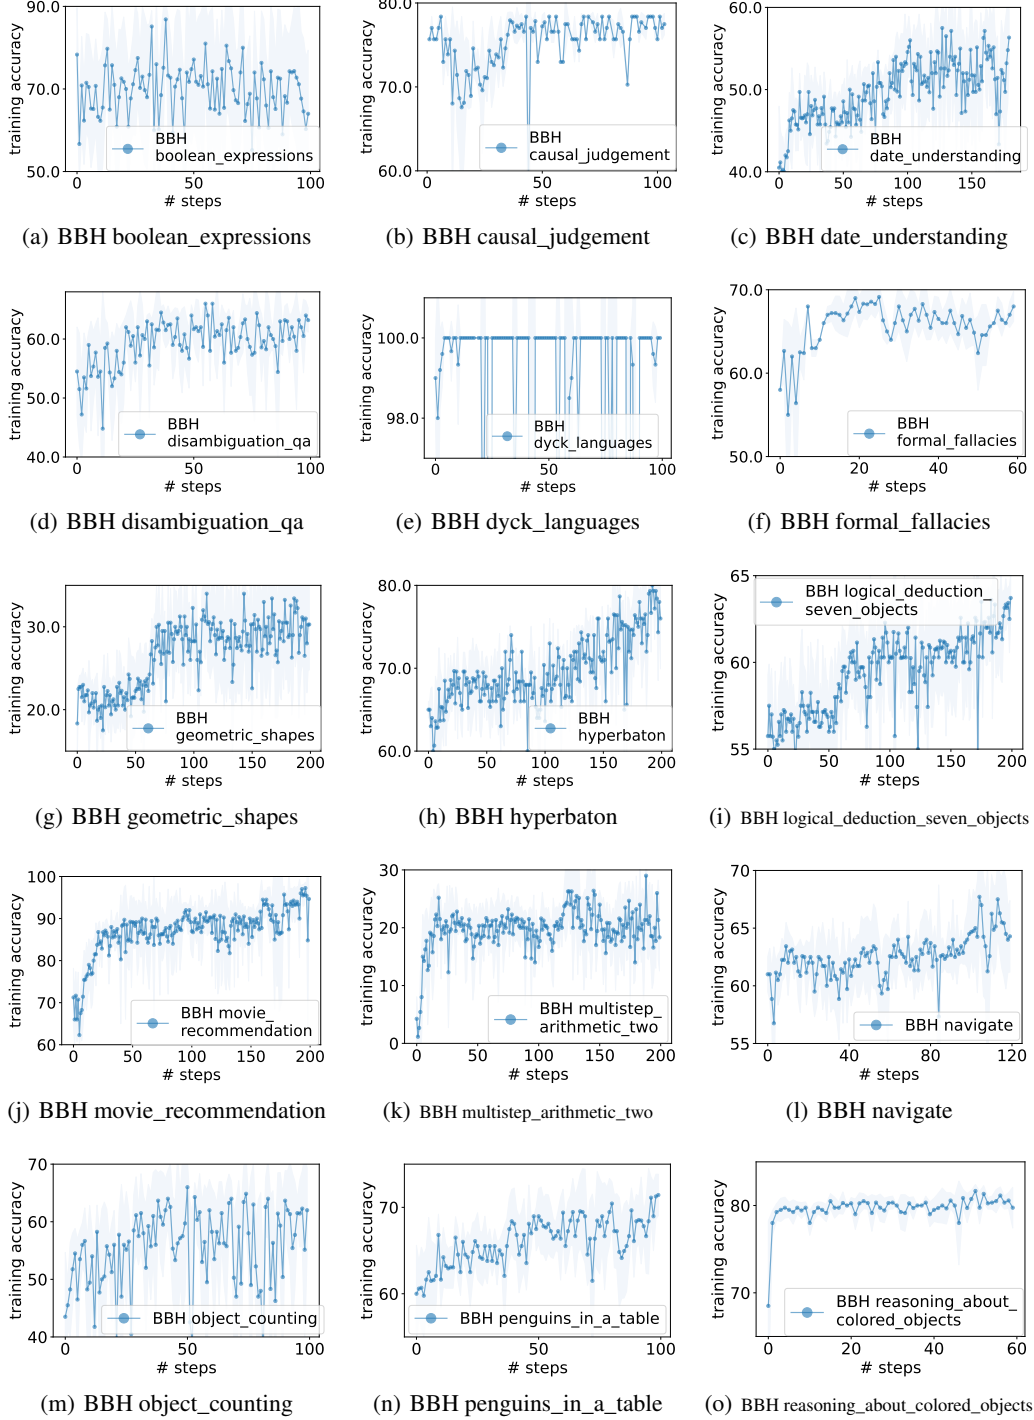 90.0
70.0
50.0
training accuracy
BBH
boolean_expressions
0 50 100
# steps
(a) BBH boolean_expressions
80.0
60.0
training accuracy
BBH
causal_judgement
0 50 100
# steps
(b) BBH causal_judgement
60.0
50.0
40.0
training accuracy
BBH
date_understanding
0 50 100 150
# steps
(c) BBH date_understanding
60.0
50.0
40.0
training accuracy
BBH
disambiguation_qa
0 50 100
# steps
(d) BBH disambiguation_qa
100.0
98.0
training accuracy
BBH
dyck_languages
0 50 100
# steps
(e) BBH dyck_languages
70.0
60.0
50.0
training accuracy
BBH
formal_fallacies
0 20 40 60
# steps
(f) BBH formal_fallacies
30.0
20.0
training accuracy
BBH
geometric_shapes
0 50 100 150 200
# steps
(g) BBH geometric_shapes
80.0
70.0
60.0
training accuracy
BBH
hyperbaton
0 50 100 150 200
# steps
(h) BBH hyperbaton
65
60
55
training accuracy
BBH logical_deduction_
seven_objects
0 50 100 150 200
# steps
(i) BBH logical_deduction_seven_objects
100
90
80
70
60
training accuracy
BBH movie_
recommendation
0 50 100 150 200
# steps
(j) BBH movie_recommendation
30
20
10
0
training accuracy
BBH multistep_
arithmetic_two
0 50 100 150 200
# steps
(k) BBH multistep_arithmetic_two
70
65
60
55
training accuracy
BBH navigate
0 40 80 120
# steps
(l) BBH navigate
70
60
50
40
training accuracy
BBH object_counting
0 50 100
# steps
(m) BBH object_counting
70
60
training accuracy
BBH penguins_in_a_table
0 50 100
# steps
(n) BBH penguins_in_a_table
80
70
training accuracy
BBH reasoning_about_
colored_objects
0 20 40 60
# steps
(o) BBH reasoning_about_colored_objects